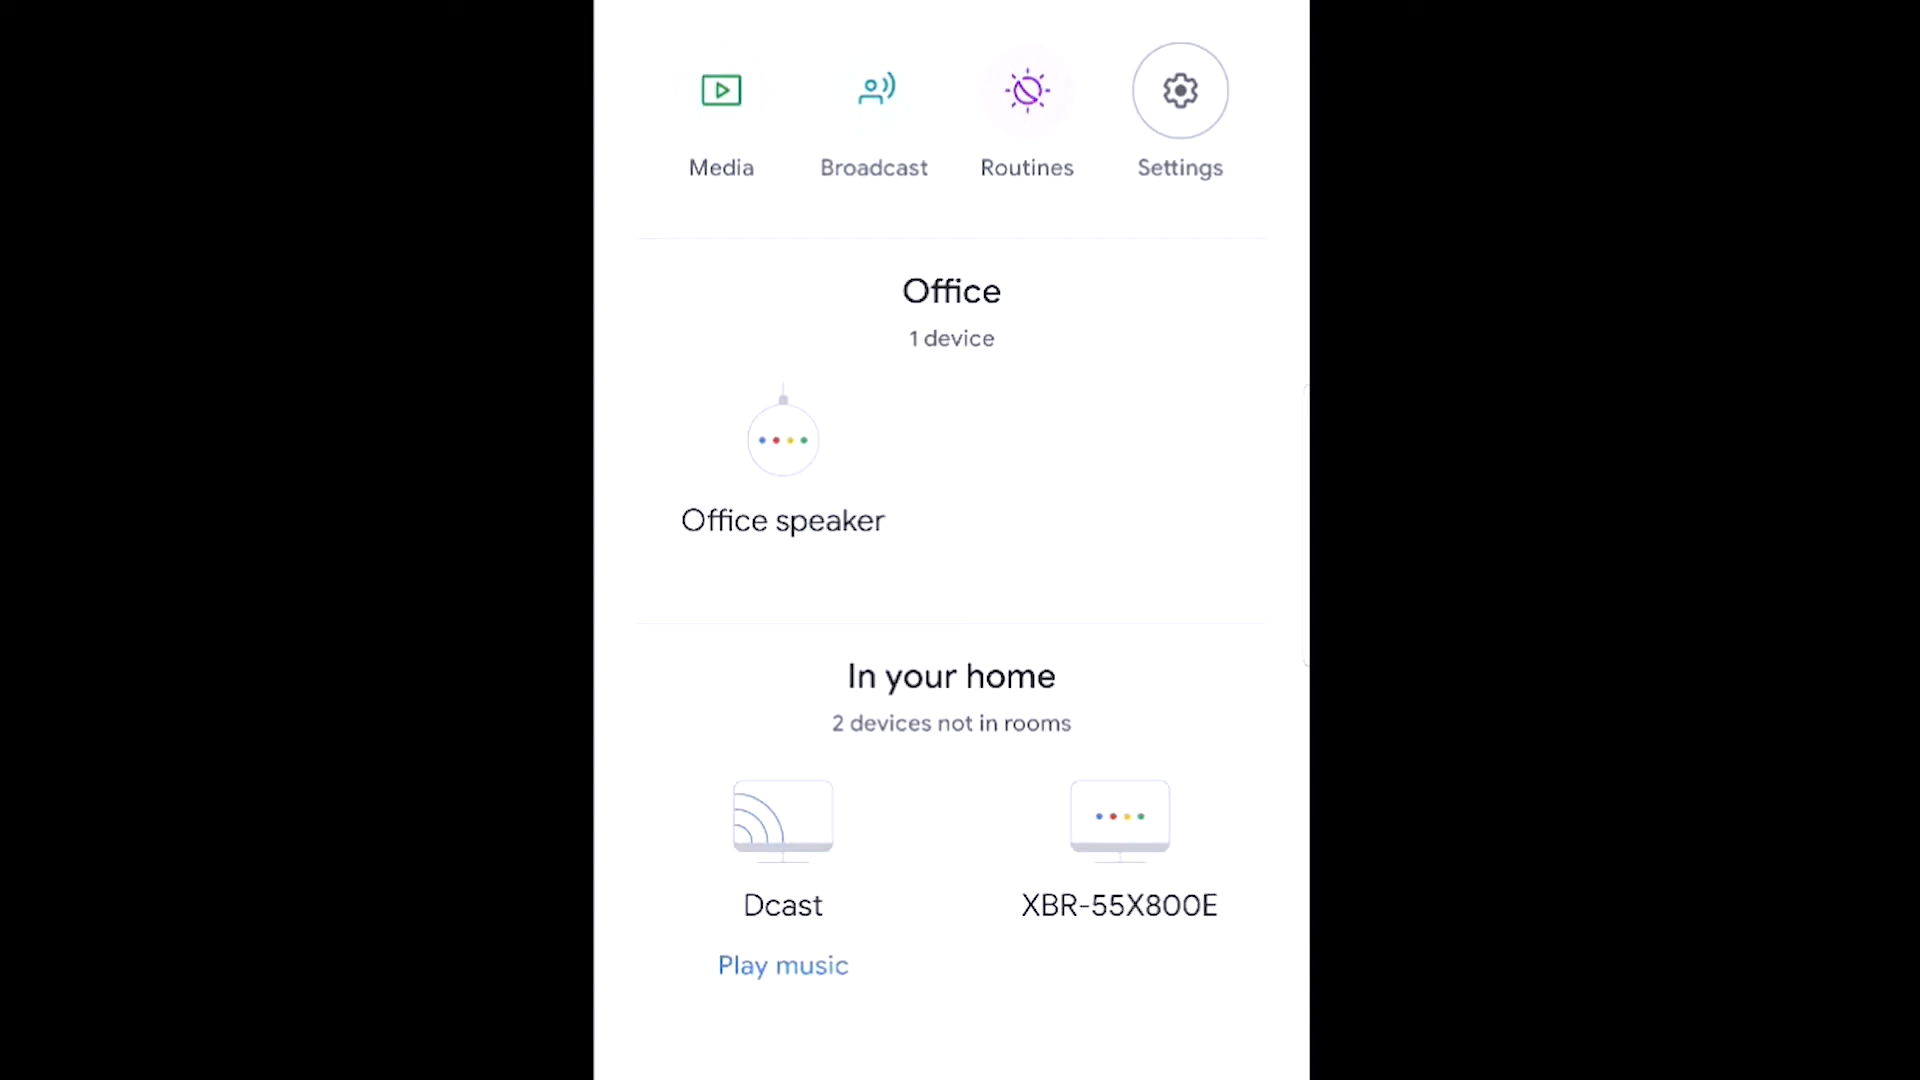 Media
Broadcast
Routines
Settings
Office
1 device
Office speaker
In your home
2 devices not in rooms
Dcast
XBR-55X800E
Play music